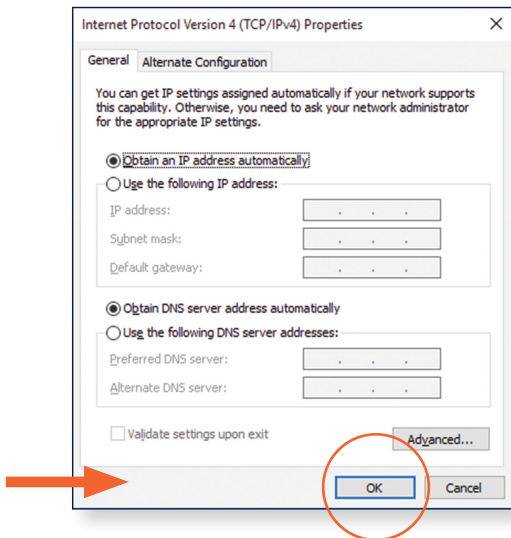 Internet Protocol Version 4 (TCP/IPv4) Properties
General
Alternate Configuration
You can get IP settings assigned automatically if your network supports
this capability. Otherwise, you need to ask your network administrator
for the appropriate IP settings.
Obtain an IP address automatically
Use the following IP address:
IP address:
Subnet mask:
Default gateway:
Obtain DNS server address automatically
Use the following DNS server addresses:
Preferred DNS server:
Alternate DNS server:
Validate settings upon exit
Advanced...
OK
Cancel